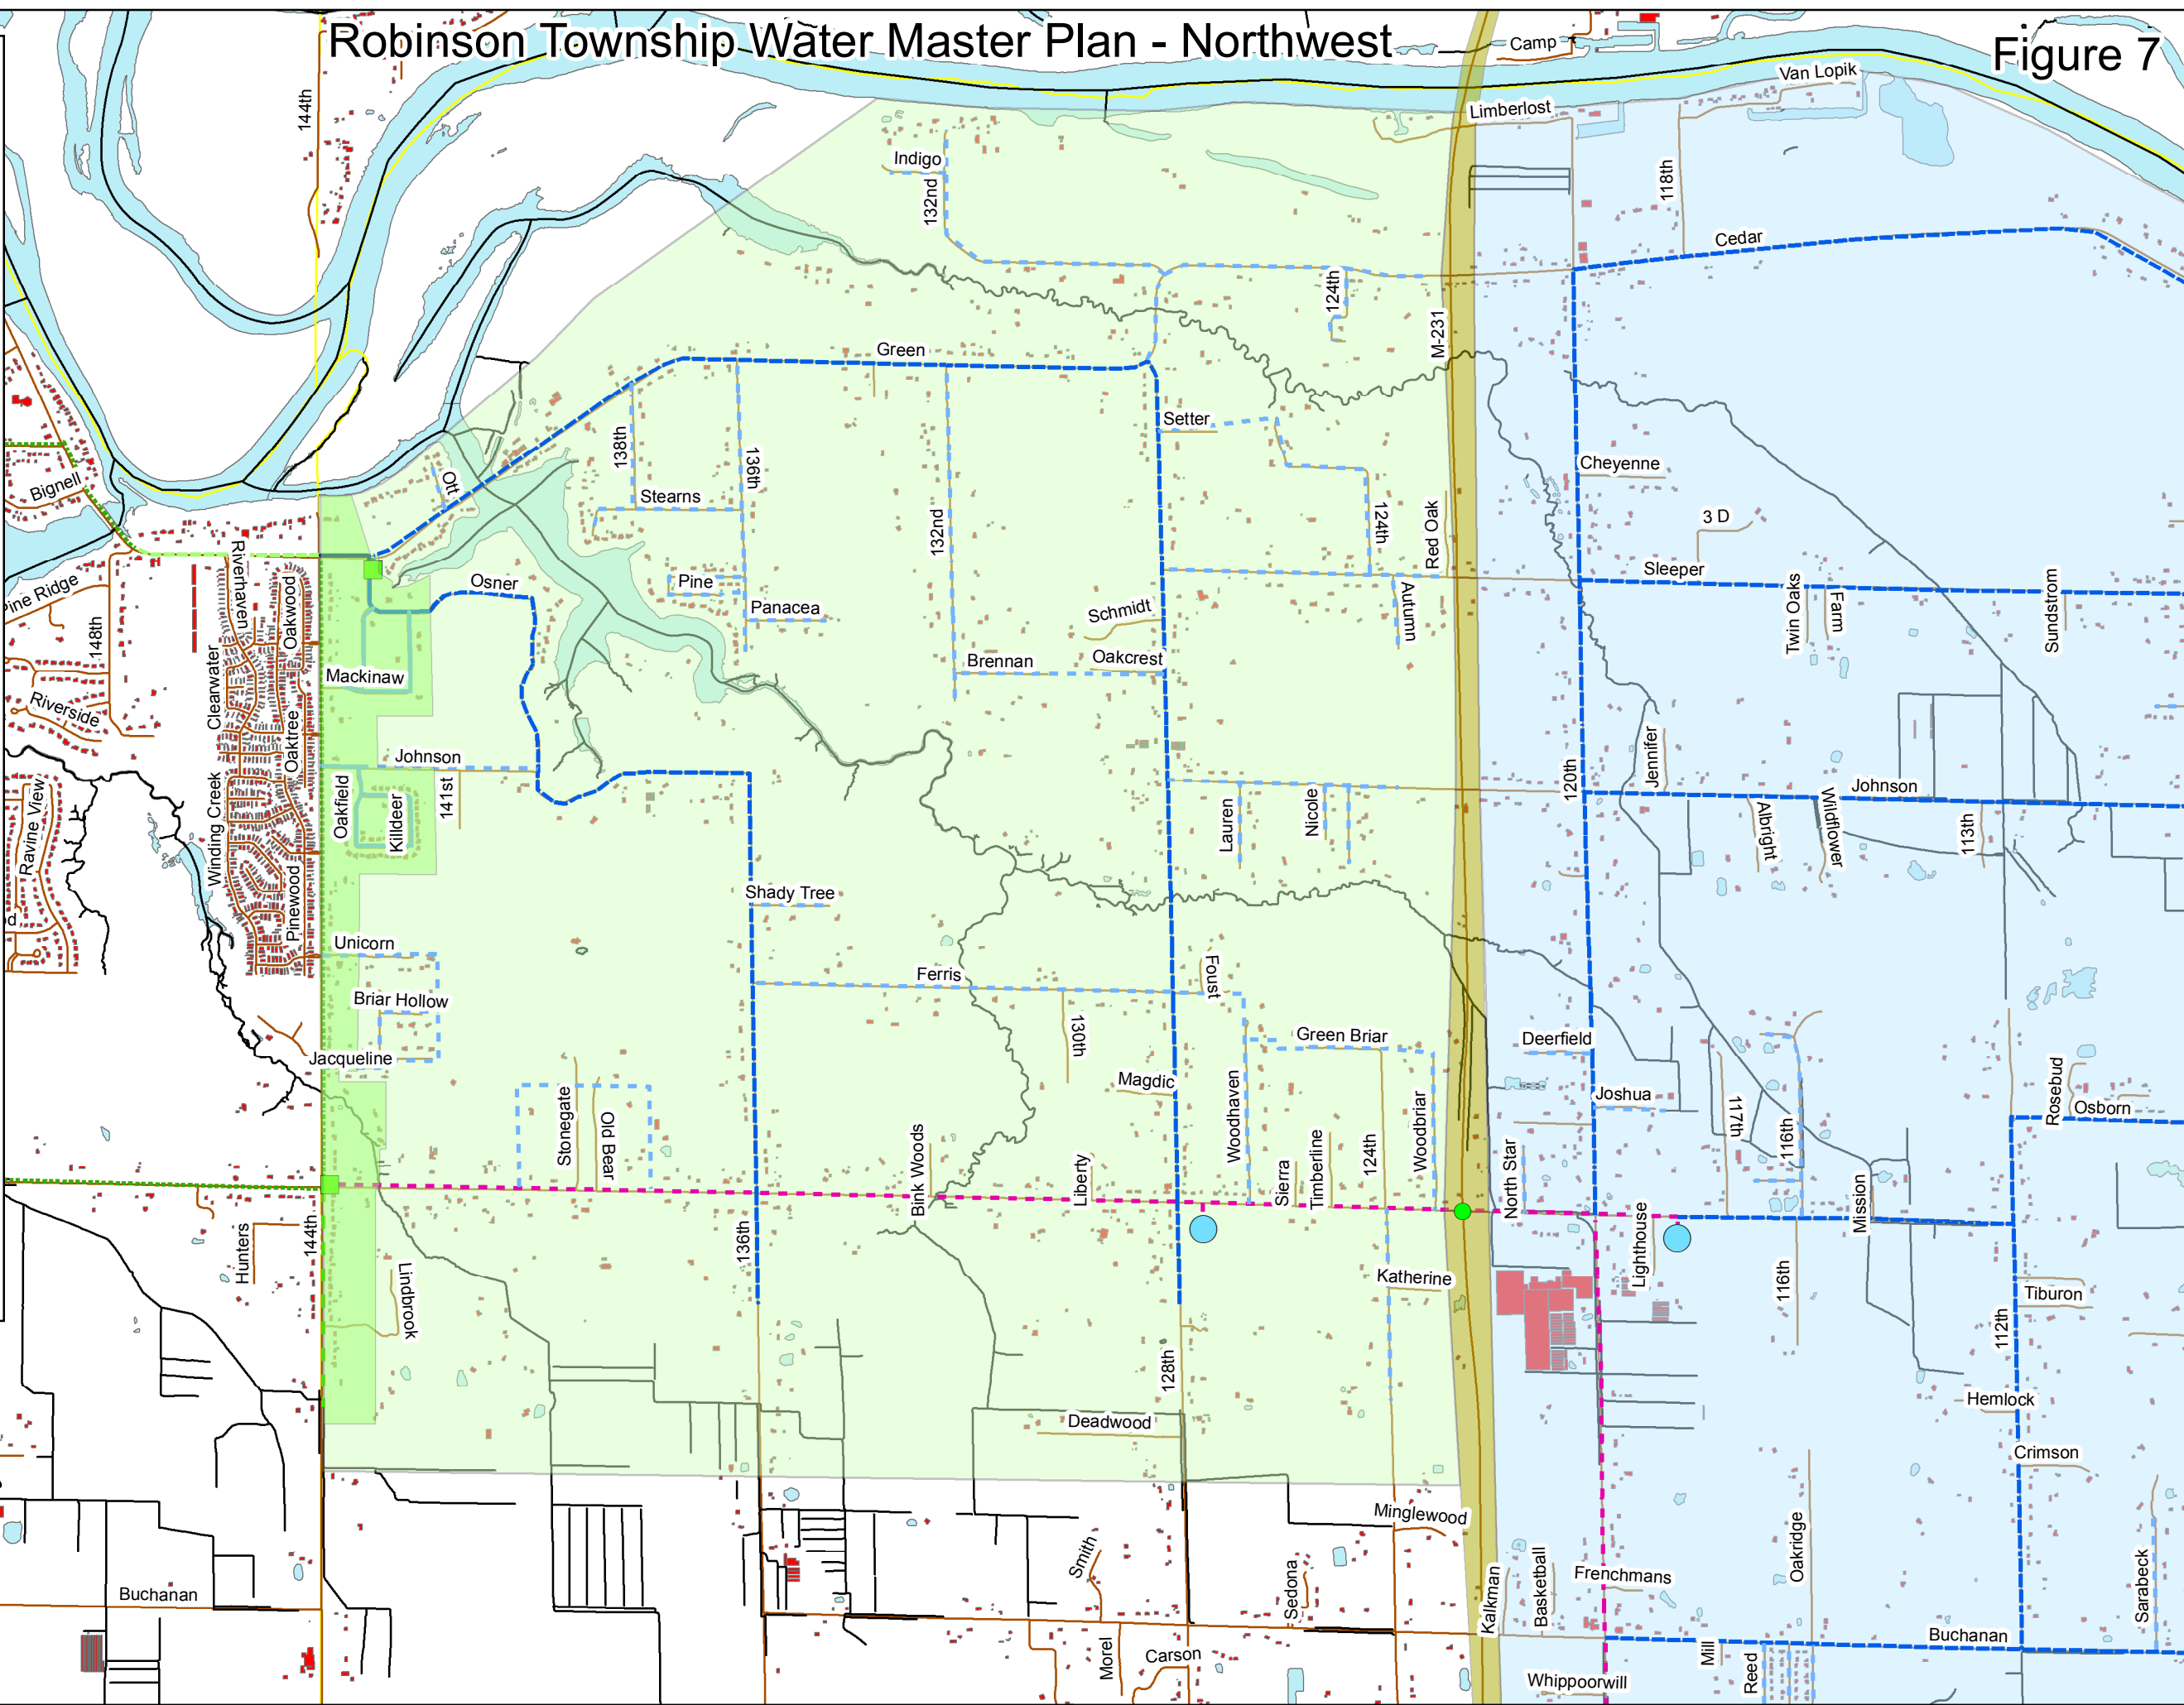 Robinson Township Water Master Plan - Northwest
Figure 7
Camp
Van Lopik
Limberlost
144th
Indigo
132nd
118th
Cedar
124th
M-231
Green
Setter
138th
136th
Ott
Stearns
Bignell
Cheyenne
3 D
132nd
124th
Red Oak
Riverhaven
Oakwood
Osner
Pine
Panacea
Schmidt
Autumn
Sleeper
Twin Oaks
Farm
Sundstrom
Pine Ridge
148th
Mackinaw
Brennan
Oakcrest
Riverside
Clearwater
Oaktree
Johnson
Jennifer
120th
Johnson
Ravine View
Winding Creek
Oakfield
Killdeer
141st
Lauren
Nicole
Albright
Wildflower
113th
Pinewood
Shady Tree
Unicorn
Ferris
Foust
Briar Hollow
Jacqueline
130th
Green Briar
Deerfield
Magdic
Joshua
Rosebud
Osborn
Stonegate
Old Bear
Woodhaven
Woodbriar
117th
116th
Bink Woods
Liberty
Sierra
Timberline
124th
North Star
Mission
Hunters
144th
136th
Lighthouse
Lindbrook
Katherine
116th
Tiburon
112th
128th
Hemlock
Deadwood
Crimson
Minglewood
Smith
Sedona
Kalkman
Basketball
Frenchmans
Oakridge
Sarabeck
Buchanan
Buchanan
Morel
Carson
Mill
Reed
Whippoorwill